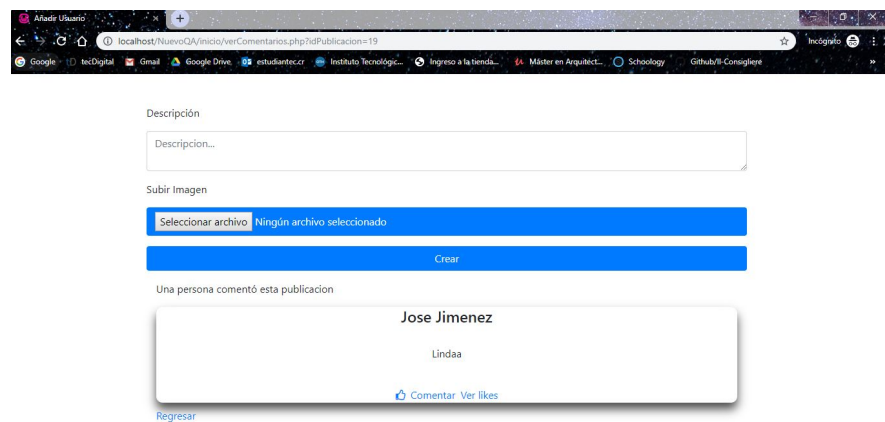 Añadir Usuario
localhost/NuevoQA/inicio/verComentarios.php?idPublicacion=19
Incógnito
Google tecDigital Gmail Google Drive estudiantec.cr Instituto Tecnológic... Ingreso a la tienda... Máster en Arquitect... Schoology Github/II-Consigliere »
Descripción
Descripcion...
Subir Imagen
Seleccionar archivo Ningún archivo seleccionado
Crear
Una persona comentó esta publicacion
Jose Jimenez
Lindaa
Comentar Ver likes
Regresar